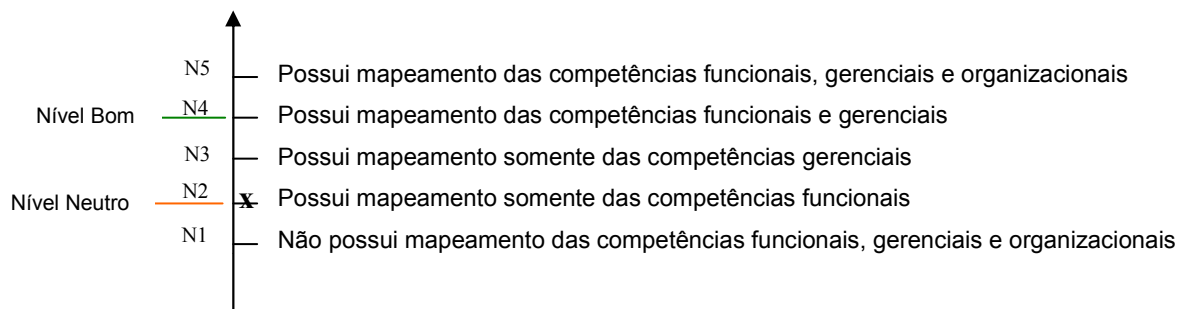 N5 Possui mapeamento das competências funcionais, gerenciais e organizacionais
Nível Bom N4 Possui mapeamento das competências funcionais e gerenciais
N3 Possui mapeamento somente das competências gerenciais
Nível Neutro N2 X Possui mapeamento somente das competências funcionais
N1 Não possui mapeamento das competências funcionais, gerenciais e organizacionais